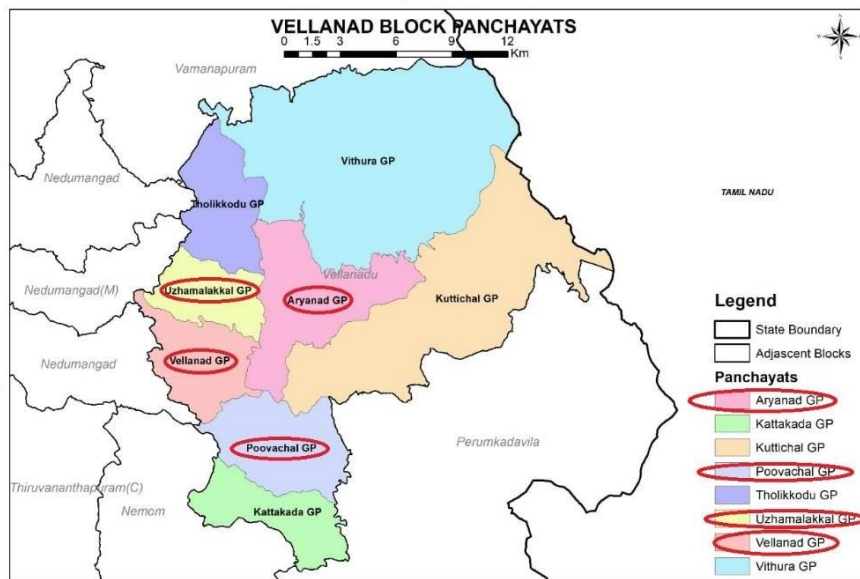 VELLANAD BLOCK PANCHAYATS
0 1.5 3 6 9 12
Km
Vamanapuram
Vithura GP
Nedumangad
Tholikkodu GP
TAMIL NADU
Vellanadu
Uzhamalakkal GP
Nedumangad(M)
Aryanad GP
Kuttichal GP
Nedumangad
Vellanad GP
Poovachal GP
Perumkadavila
Thiruvananthapuram(C)
Nemom
Kattakada GP
Legend
State Boundary
Adjascent Blocks
Panchayats
Aryanad GP
Kattakada GP
Kuttichal GP
Poovachal GP
Tholikkodu GP
Uzhamalakkal GP
Vellanad GP
Vithura GP